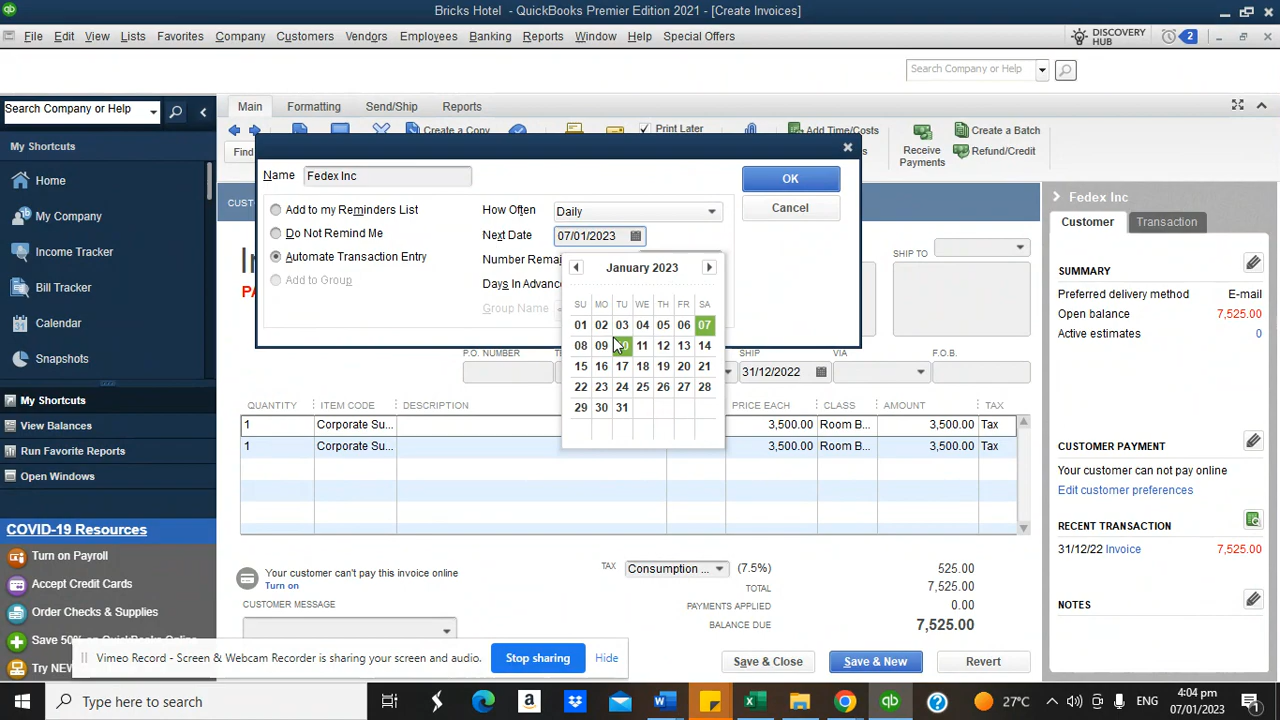 Bricks Hotel - QuickBooks Premier Edition 2021 - [Create Invoices]
File Edit View Lists Favorites Company Customers Vendors Employees Banking Reports Window Help Special Offers
DISCOVERY HUB 2
Search Company or Help
Search Company or Help
Main Formatting Send/Ship Reports
Find
Create a Copy
Print Later
Add Time/Costs
Receive Payments
Create a Batch
Refund/Credit
My Shortcuts
Home
My Company
Income Tracker
Bill Tracker
Calendar
Snapshots
My Shortcuts
View Balances
Run Favorite Reports
Open Windows
COVID-19 Resources
Turn on Payroll
Accept Credit Cards
Order Checks & Supplies
Save 50% on QuickBooks Online
Name Fedex Inc
OK
Cancel
Add to my Reminders List
Do Not Remind Me
Automate Transaction Entry
Add to Group
How Often Daily
Next Date 07/01/2023
Number Remai
Days In Advanc
Group Name
January 2023
SU MO TU WE TH FR SA
01 02 03 04 05 06 07
08 09 11 12 13 14
15 16 17 18 19 20 21
22 23 24 25 26 27 28
29 30 31
SHIP TO
P.O. NUMBER SHIP VIA F.O.B.
31/12/2022
QUANTITY ITEM CODE DESCRIPTION PRICE EACH CLASS AMOUNT TAX
1 Corporate Su... 3,500.00 Room B... 3,500.00 Tax
1 Corporate Su... 3,500.00 Room B... 3,500.00 Tax
Your customer can't pay this invoice online
Turn on
CUSTOMER MESSAGE
TAX Consumption ... (7.5%) 525.00
TOTAL 7,525.00
PAYMENTS APPLIED 0.00
BALANCE DUE 7,525.00
Save & Close Save & New Revert
Fedex Inc
Customer Transaction
SUMMARY
Preferred delivery method E-mail
Open balance 7,525.00
Active estimates 0
CUSTOMER PAYMENT
Your customer can not pay online
Edit customer preferences
RECENT TRANSACTION
31/12/22 Invoice 7,525.00
NOTES
Vimeo Record - Screen & Webcam Recorder is sharing your screen and audio. Stop sharing Hide
Type here to search
27°C ENG 4:04 pm
07/01/2023